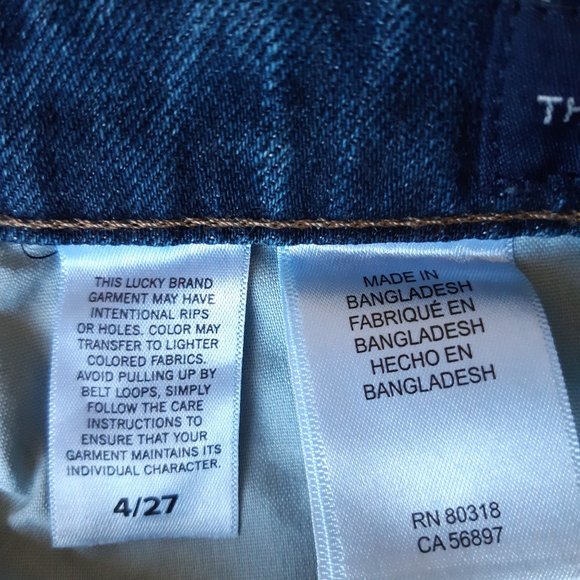 TH
THIS LUCKY BRAND
GARMENT MAY HAVE
INTENTIONAL RIPS
OR HOLES. COLOR MAY
TRANSFER TO LIGHTER
COLORED FABRICS.
AVOID PULLING UP BY
BELT LOOPS, SIMPLY
FOLLOW THE CARE
INSTRUCTIONS TO
ENSURE THAT YOUR
GARMENT MAINTAINS ITS
INDIVIDUAL CHARACTER.
4/27
MADE IN
BANGLADESH
FABRIQUÉ EN
BANGLADESH
HECHO EN
BANGLADESH
RN 80318
CA 56897